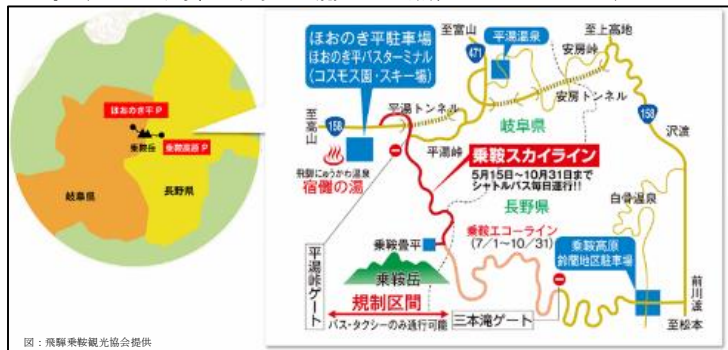 ほおのき平 P
乗鞍岳
乗鞍高原 P
岐阜県
長野県
図：飛騨乗鞍観光協会提供
ほおのき平駐車場
ほおのき平バスターミナル
(コスモス園・スキー場)
至富山
471
平湯温泉
至上高地
安房峠
平湯トンネル
安房トンネル
158
沢渡
至高山
158
岐阜県
平湯峠
乗鞍スカイライン
5月15日~10月31日まで
シャトルバス毎日運行!!
飛騨にゅうかわ温泉
宿儺の湯
長野県
白骨温泉
乗鞍エコーライン
(7/1~10/31)
乗鞍高原
鈴蘭地区駐車場
乗鞍畳平
平湯峠ゲート
乗鞍岳
規制区間
バス・タクシーのみ通行可能
三本滝ゲート
前川渡
至松本